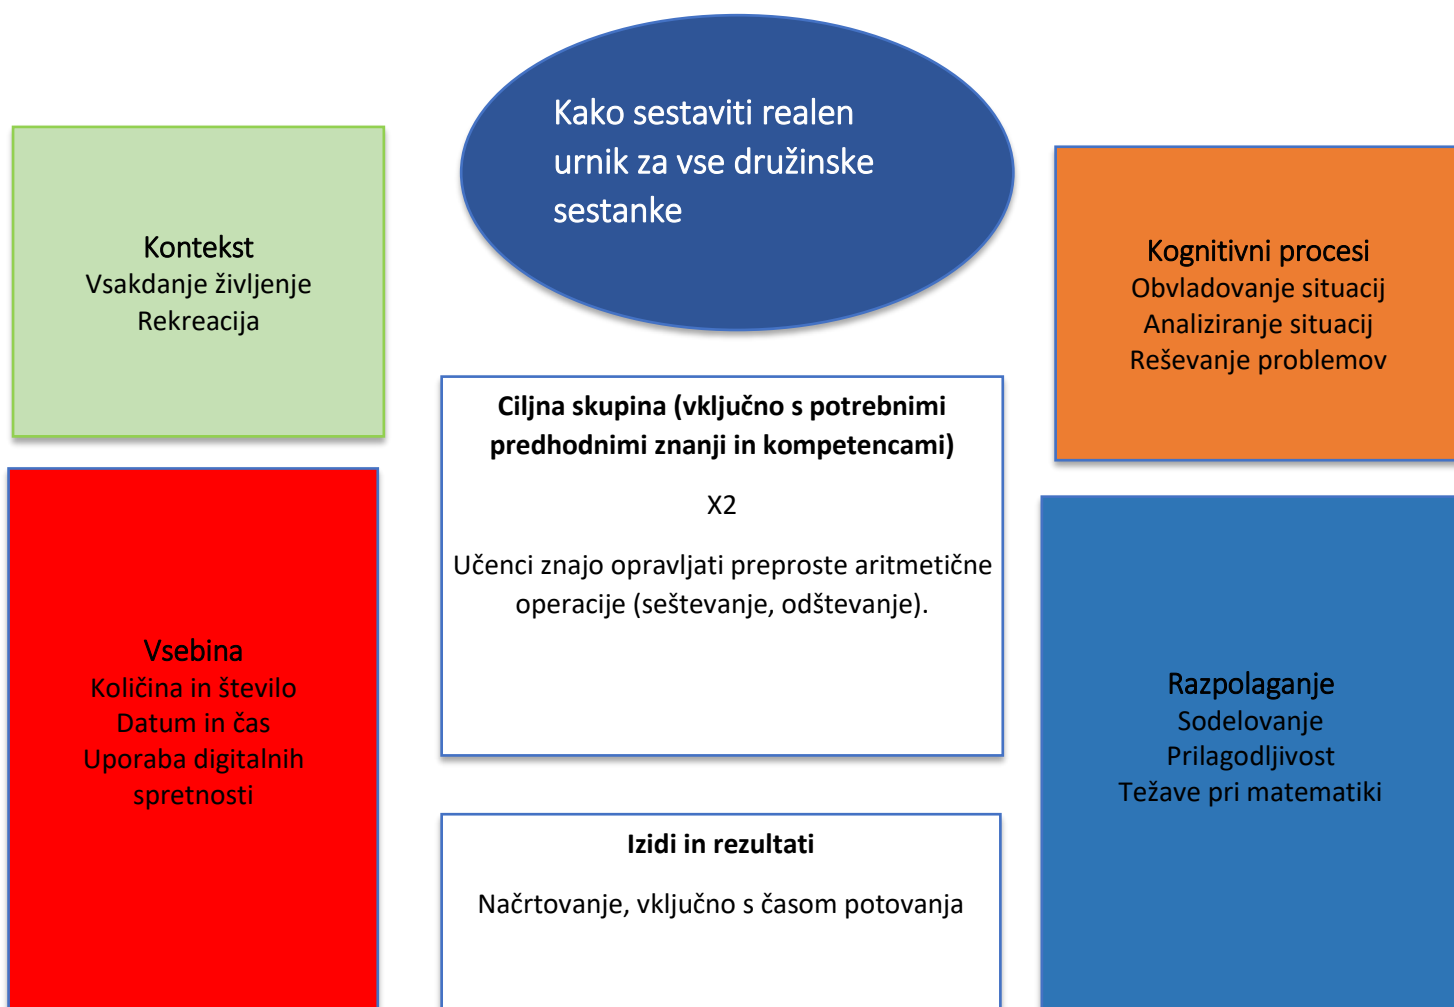 Kako sestaviti realen
urnik za vse družinske
sestanke
Kontekst
Vsakdanje življenje
Rekreacija
Kognitivni procesi
Obvladovanje situacij
Analiziranje situacij
Reševanje problemov
Ciljna skupina (vključno s potrebnimi
predhodnimi znanji in kompetencami)
X2
Učenci znajo opravljati preproste aritmetične
operacije (seštevanje, odštevanje).
Vsebina
Količina in število
Datum in čas
Uporaba digitalnih
spretnosti
Razpolaganje
Sodelovanje
Prilagodljivost
Težave pri matematiki
Izidi in rezultati
Načrtovanje, vključno s časom potovanja